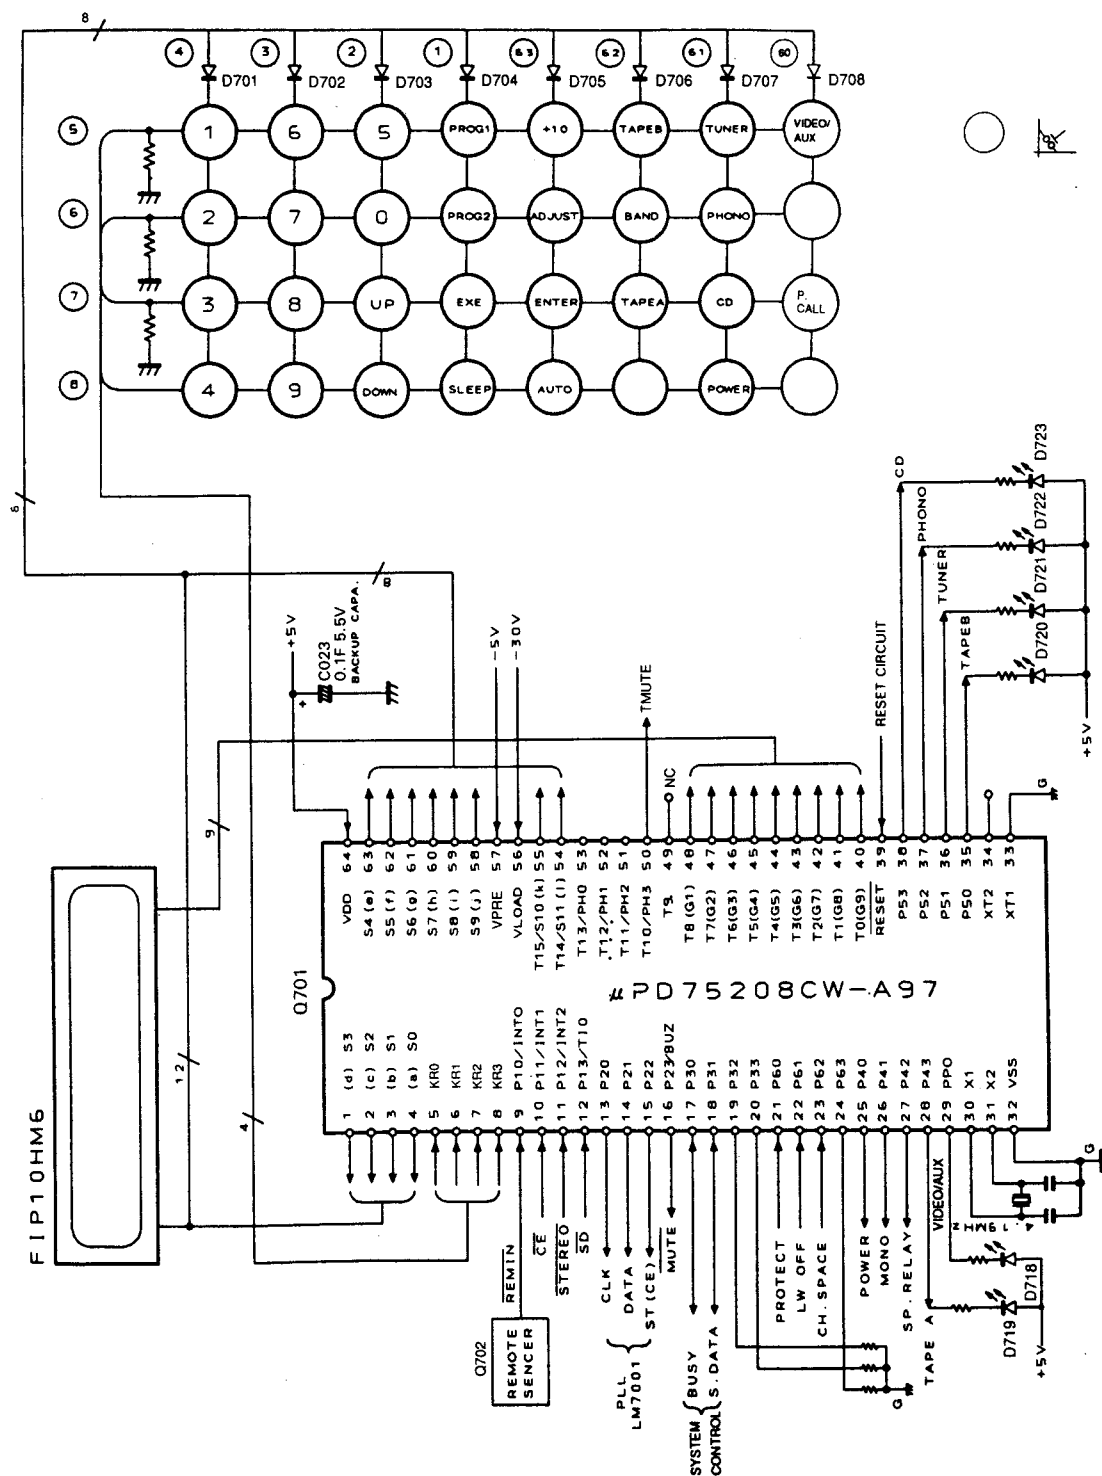 8
4 3 2 1 63 62 61 60
D701 D702 D703 D704 D705 D706 D707 D708
5 1 6 5 PROG1 +10 TAPEB TUNER VIDEO/
AUX
6 2 7 0 PROG2 ADJUST BAND PHONO
7 3 8 UP EXE ENTER TAPEA CD P.
CALL
8 4 9 DOWN SLEEP AUTO POWER
8
+5V
C023
0.1F 5.5V
BACKUP CAPA.
+
-5V
-30V
TMUTE
NC
RESET CIRCUIT
CD
PHONO
TUNER
TAPEB
D723
D722
D721
D720
+5V
G
9
12
4
FIP10HM6
Q701
μPD75208CW-A97
64 VDD
63 S4(e)
62 S5(f)
61 S6(g)
60 S7(h)
59 S8(i)
58 S9(j)
57 VPRE
56 VLOAD
55 T15/S10(k)
54 T14/S11(l)
53 T13/PH0
52 T12/PH1
51 T11/PH2
50 T10/PH3
49 T9
48 T8(G1)
47 T7(G2)
46 T6(G3)
45 T5(G4)
44 T4(G5)
43 T3(G6)
42 T2(G7)
41 T1(G8)
40 T0(G9)
39 RESET
38 P53
37 P52
36 P51
35 P50
34 XT2
33 XT1
1 (d) S3
2 (c) S2
3 (b) S1
4 (a) S0
5 KR0
6 KR1
7 KR2
8 KR3
9 P10/INT0
10 P11/INT1
11 P12/INT2
12 P13/TI0
13 P20
14 P21
15 P22
16 P23/BUZ
17 P30
18 P31
19 P32
20 P33
21 P60
22 P61
23 P62
24 P63
25 P40
26 P41
27 P42
28 P43
29 PPO
30 X1
31 X2
32 VSS
REMIN
Q702
REMOTE
SENCER
CE
STEREO
SD
CLK
DATA
ST(CE)
PLL
LM7001
MUTE
BUSY
S.DATA
SYSTEM
CONTROL
PROTECT
LW OFF
CH.SPACE
G
POWER
MONO
SP.RELAY
TAPE A
VIDEO/AUX
4.19MHz
G
D718
D719
+5V